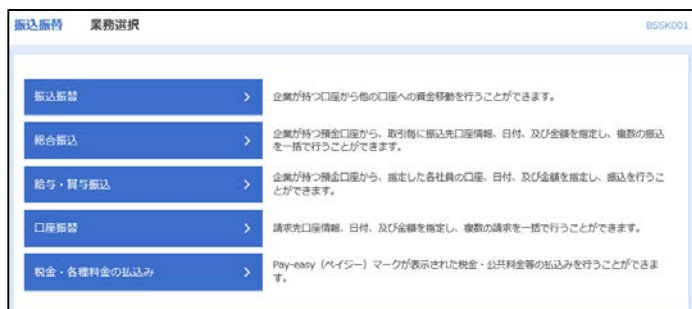 振込振替 業務選択 BSSK001
振込振替 > 企業が持つ口座から他の口座への資金移動を行うことができます。
総合振込 > 企業が持つ預金口座から、取引毎に振込先口座情報、日付、及び金額を指定し、複数の振込
を一括で行うことができます。
給与・賞与振込 > 企業が持つ預金口座から、指定した各社員の口座、日付、及び金額を指定し、振込を行うこ
とができます。
口座振替 > 請求先口座情報、日付、及び金額を指定し、複数の請求を一括で行うことができます。
税金・各種料金の払込み > Pay-easy（ペイジー）マークが表示された税金・公共料金等の払込みを行うことができま
す。